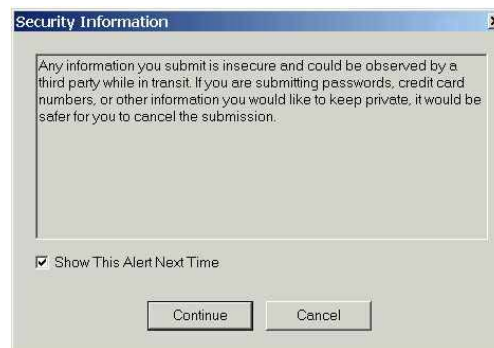 Security Information
Any information you submit is insecure and could be observed by a
third party while in transit. If you are submitting passwords, credit card
numbers, or other information you would like to keep private, it would be
safer for you to cancel the submission.
Show This Alert Next Time
Continue Cancel